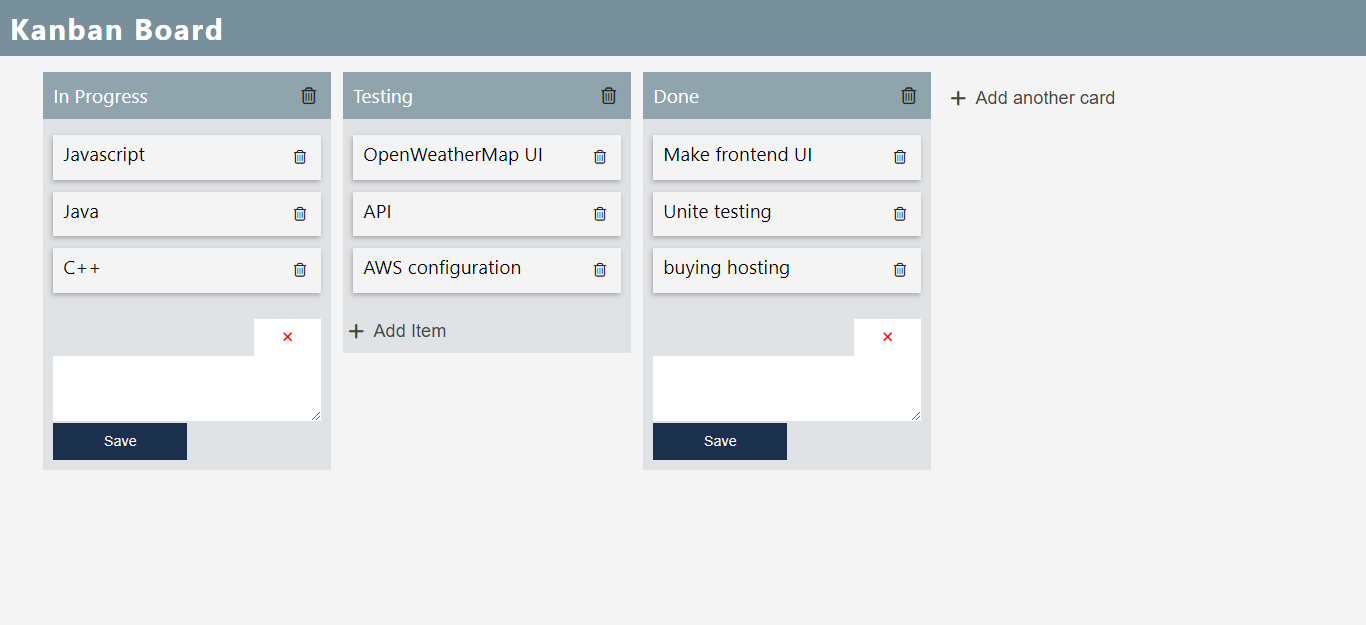 Kanban Board
In Progress
Javascript
Java
C++
Save
Testing
OpenWeatherMap UI
API
AWS configuration
Add Item
Done
Make frontend UI
Unite testing
buying hosting
Save
Add another card